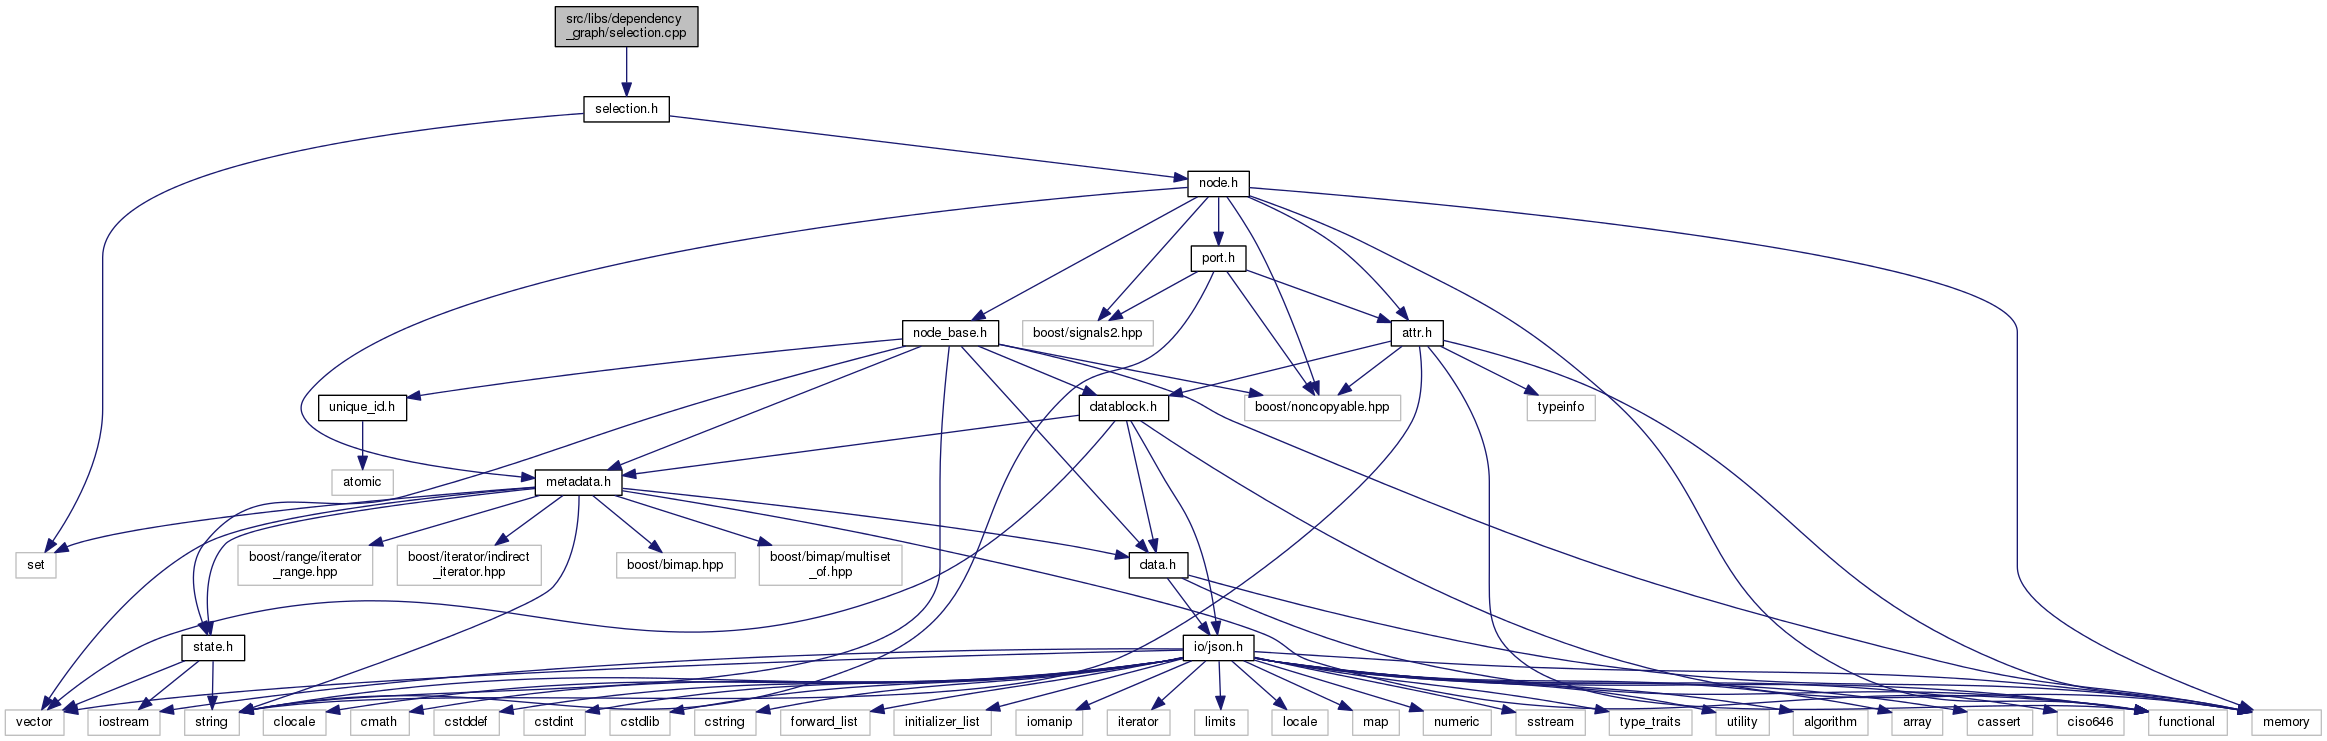 src/libs/dependency
_graph/selection.cpp
selection.h
node.h
port.h
node_base.h
boost/signals2.hpp
attr.h
unique_id.h
datablock.h
boost/noncopyable.hpp
typeinfo
atomic
metadata.h
set
boost/range/iterator
_range.hpp
boost/iterator/indirect
_iterator.hpp
boost/bimap.hpp
boost/bimap/multiset
_of.hpp
data.h
state.h
io/json.h
vector
iostream
string
clocale
cmath
cstddef
cstdint
cstdlib
cstring
forward_list
initializer_list
iomanip
iterator
limits
locale
map
numeric
sstream
type_traits
utility
algorithm
array
cassert
ciso646
functional
memory